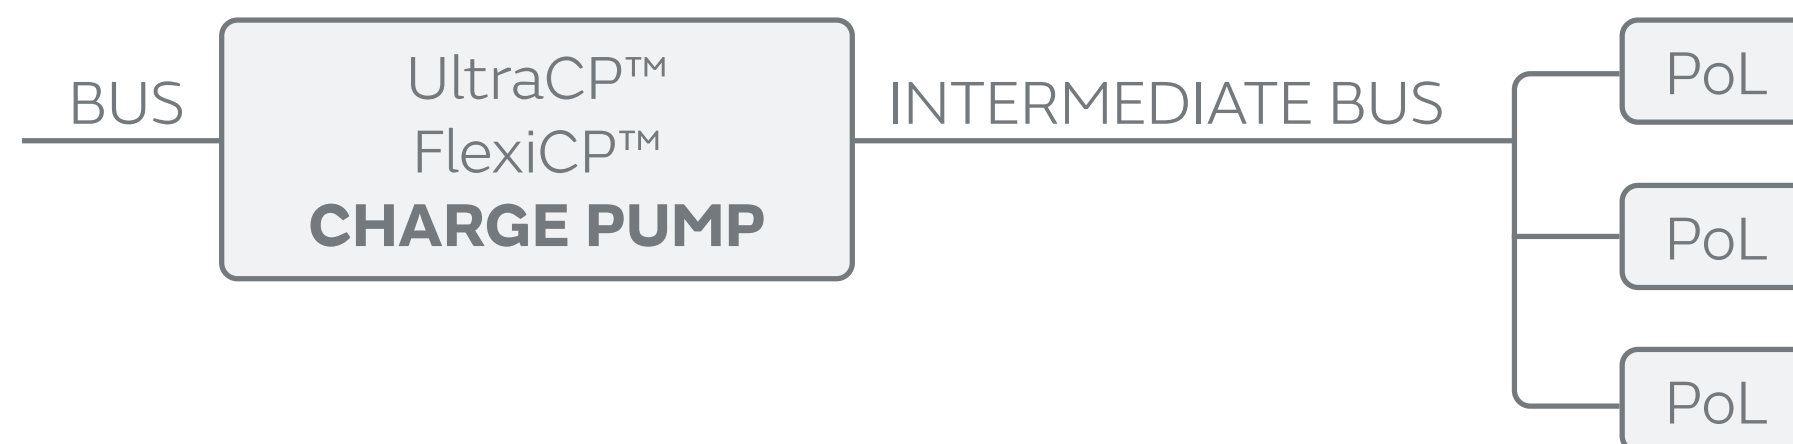 BUS
UltraCP™
FlexiCP™
CHARGE PUMP
INTERMEDIATE BUS
PoL
PoL
PoL